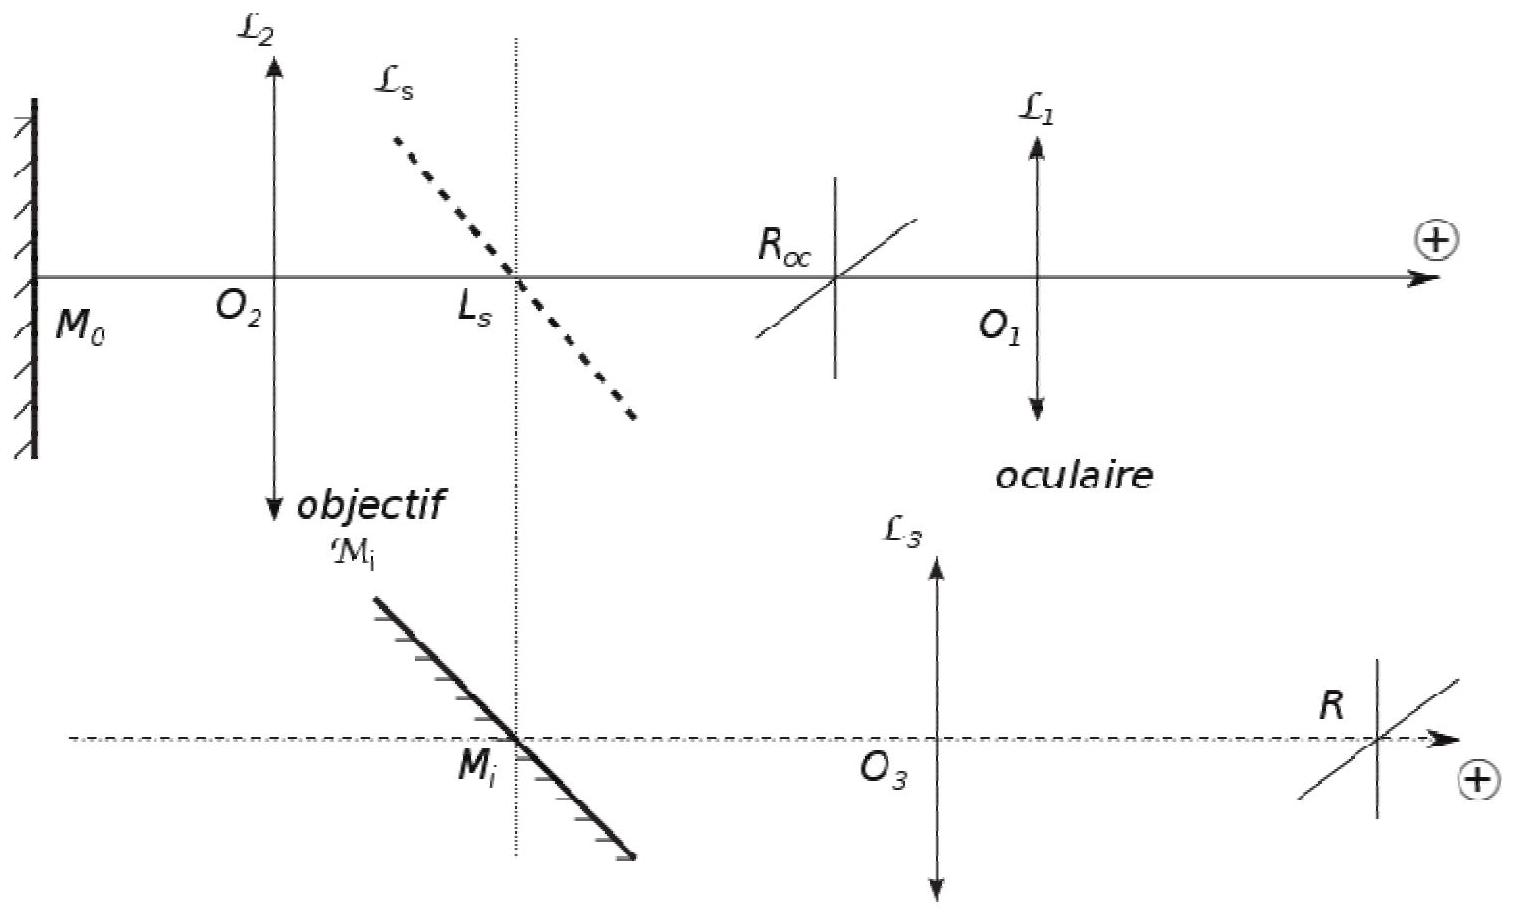 ℒ2
ℒs
ℒ1
Roc
+
M0
O2
Ls
O1
oculaire
objectif
ℒ3
ℳi
R
Mi
O3
+